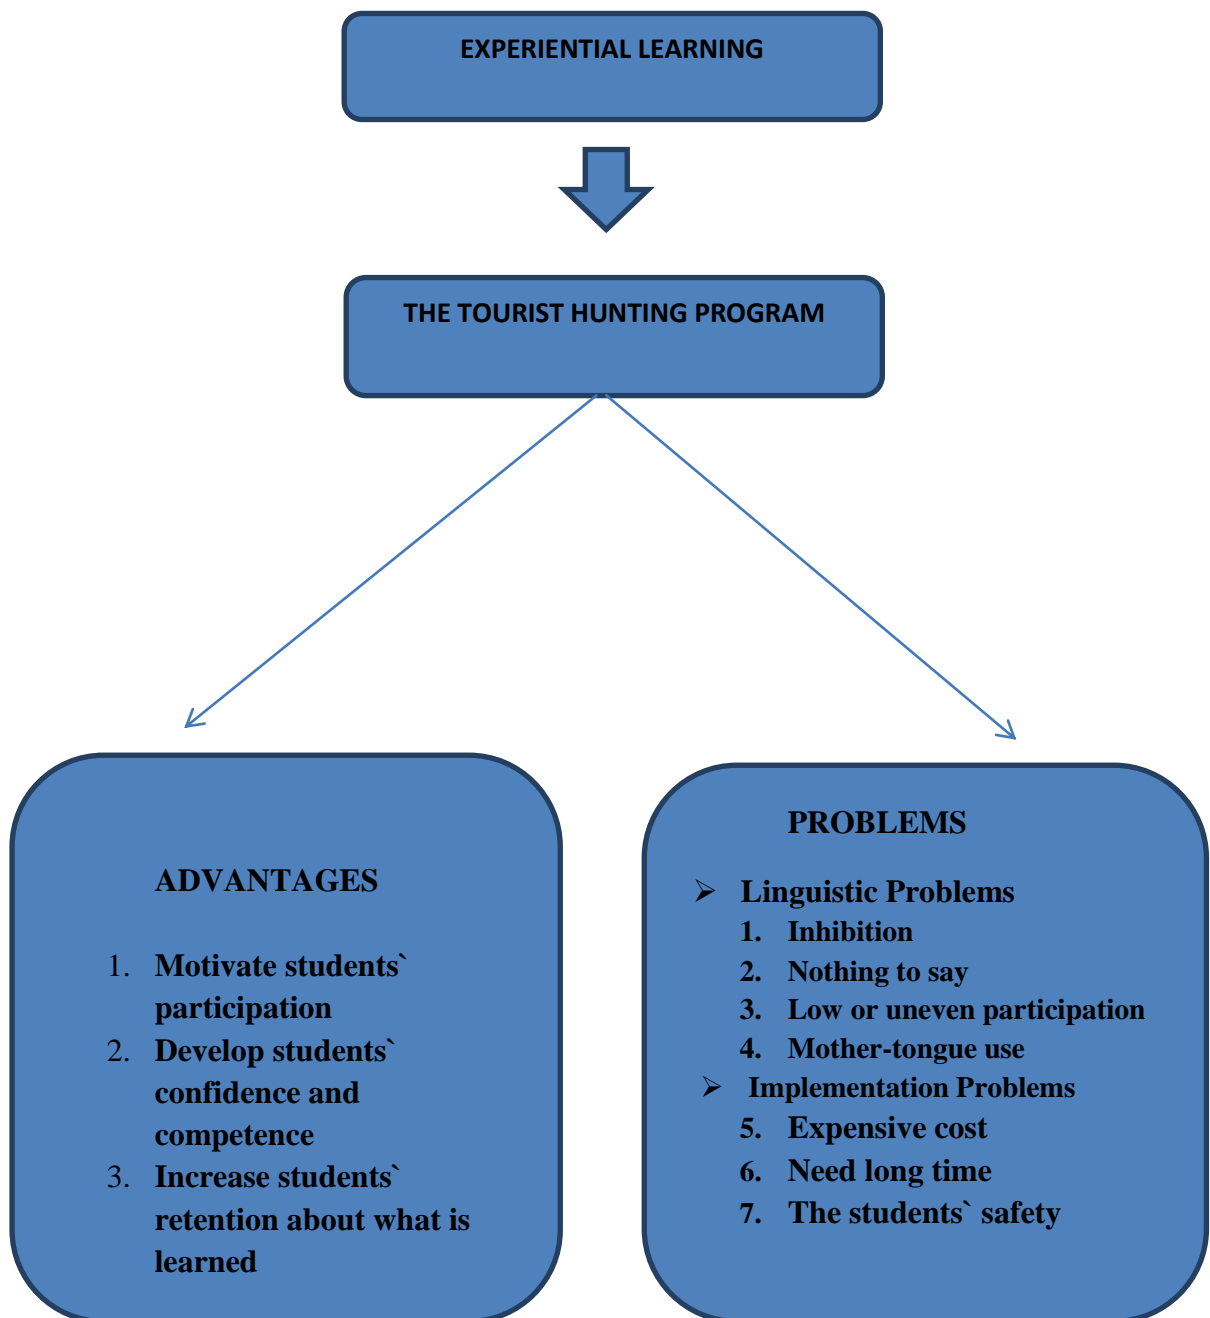 EXPERIENTIAL LEARNING
THE TOURIST HUNTING PROGRAM
ADVANTAGES
1. Motivate students`
participation
2. Develop students`
confidence and
competence
3. Increase students`
retention about what is
learned
PROBLEMS
➢ Linguistic Problems
1. Inhibition
2. Nothing to say
3. Low or uneven participation
4. Mother-tongue use
➢ Implementation Problems
5. Expensive cost
6. Need long time
7. The students` safety